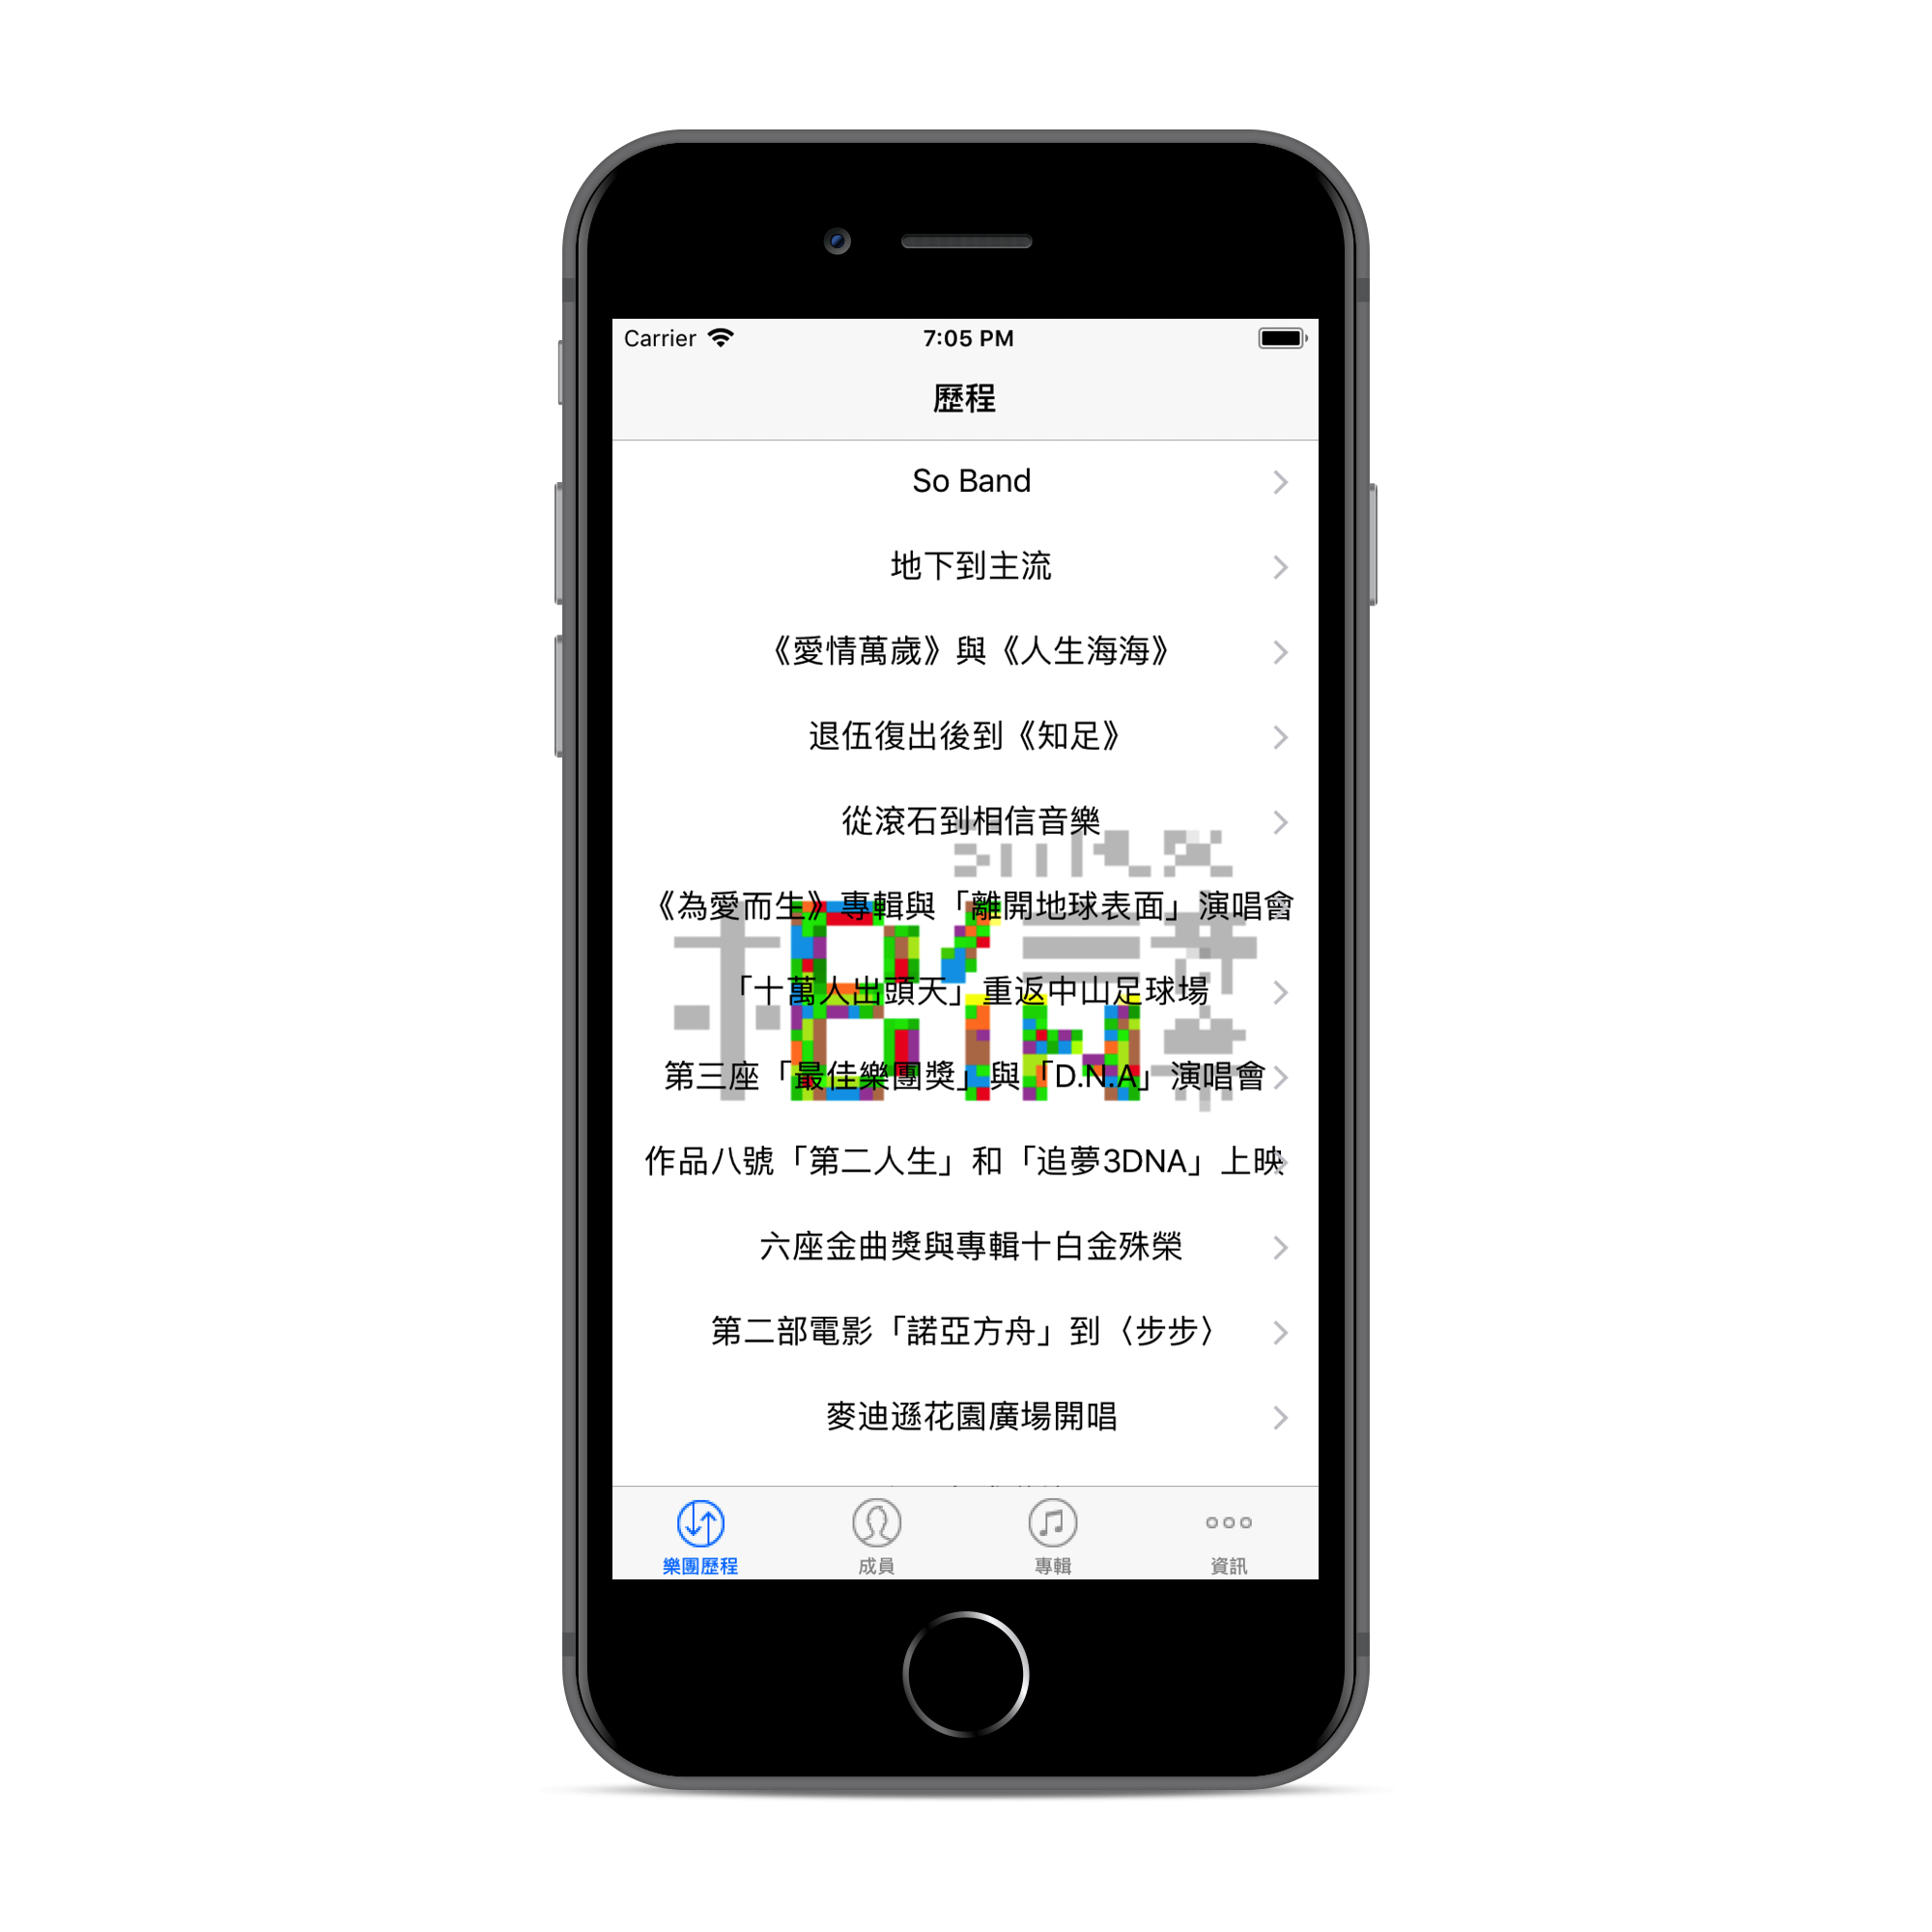 Carrier 7:05 PM
歷程
So Band
地下到主流
《愛情萬歲》與《人生海海》
退伍復出後到《知足》
從滾石到相信音樂
《為愛而生》專輯與「離開地球表面」演唱會
「十萬人出頭天」重返中山足球場
第三座「最佳樂團獎」與「D.N.A」演唱會
作品八號「第二人生」和「追夢3DNA」上映
六座金曲獎與專輯十白金殊榮
第二部電影「諾亞方舟」到〈步步〉
麥迪遜花園廣場開唱
樂團歷程 成員 專輯 資訊